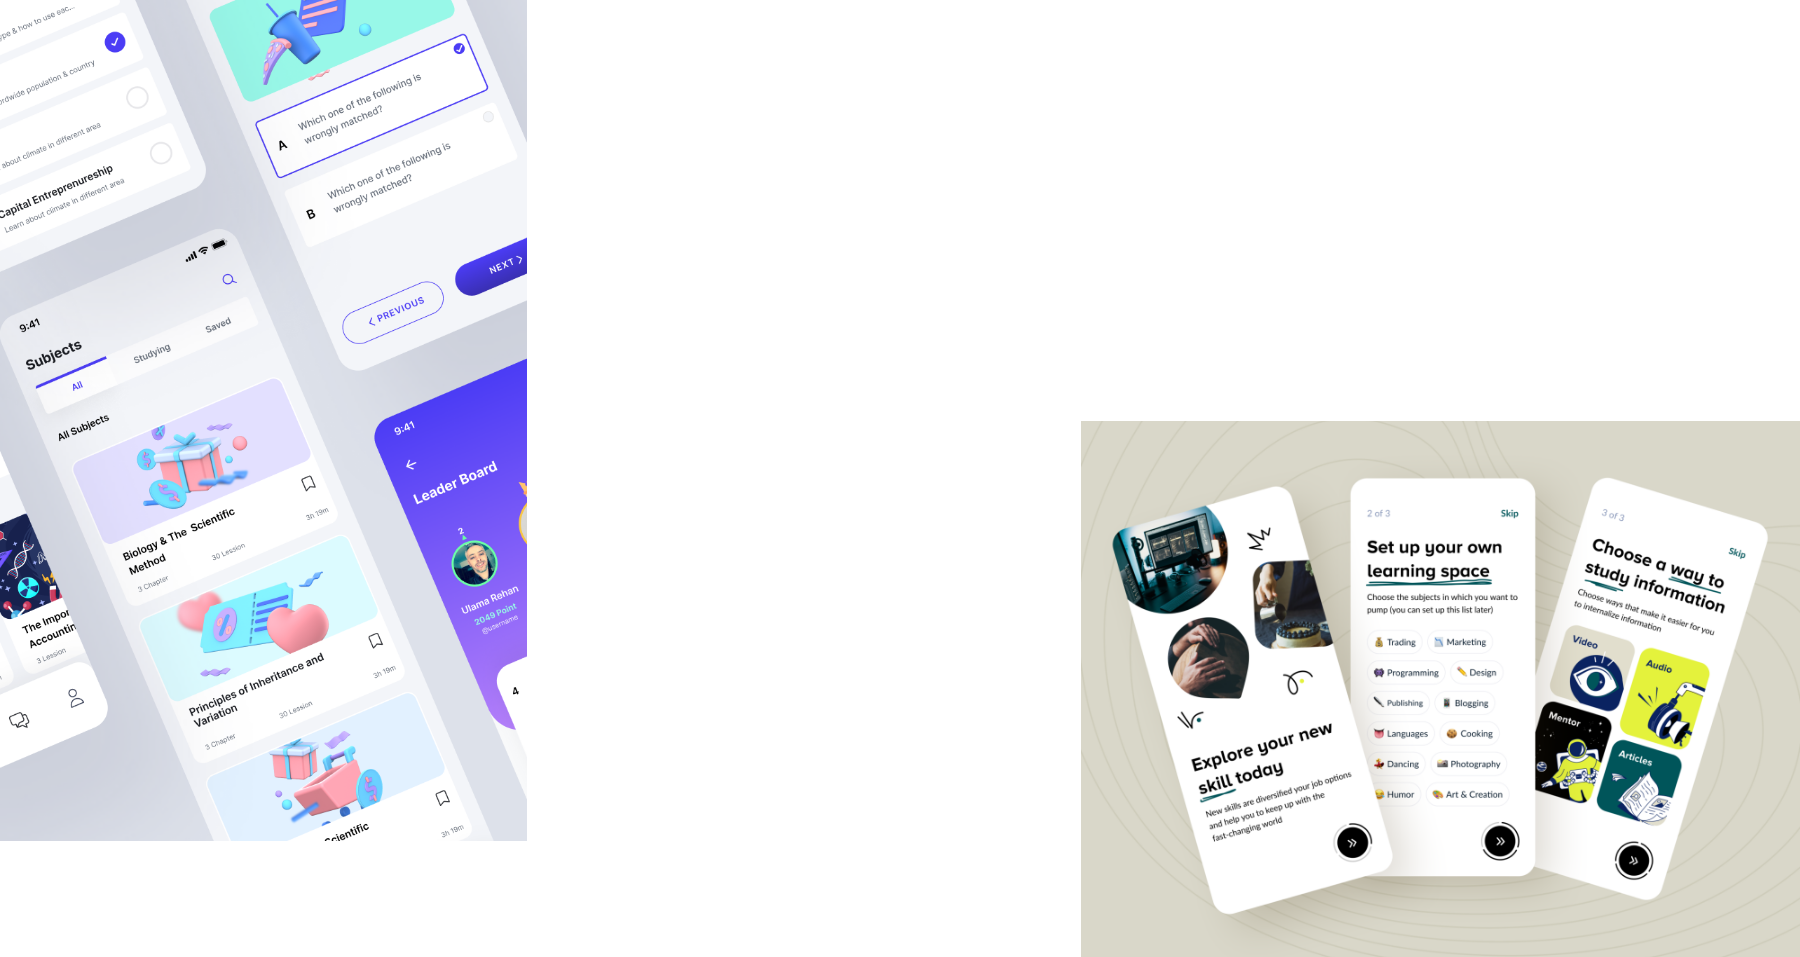 ype & how to use eac...
ordwide population & country
about climate in different area
Capital Entreprenureship
Learn about climate in different area
A
Which one of the following is
wrongly matched?
B
Which one of the following is
wrongly matched?
PREVIOUS
NEXT
9:41
Subjects
All
Studying
Saved
All Subjects
Biology & The Scientific
Method
3 Chapter
30 Lession
3h 19m
Principles of Inheritance and
Variation
3 Chapter
30 Lession
3h 19m
Scientific
3h 19m
The Impor
Accountin
3 Lession
9:41
Leader Board
2
Ulama Rehan
2049 Point
@username
4
Explore your new
skill today
New skills are diversified your job options
and help you to keep up with the
fast-changing world
2 of 3
Skip
Set up your own
learning space
Choose the subjects in which you want to
pump (you can set up this list later)
Trading
Marketing
Programming
Design
Publishing
Blogging
Languages
Cooking
Dancing
Photography
Humor
Art & Creation
3 of 3
Skip
Choose a way to
study information
Choose ways that make it easier for you
to internalize information
Video
Audio
Mentor
Articles